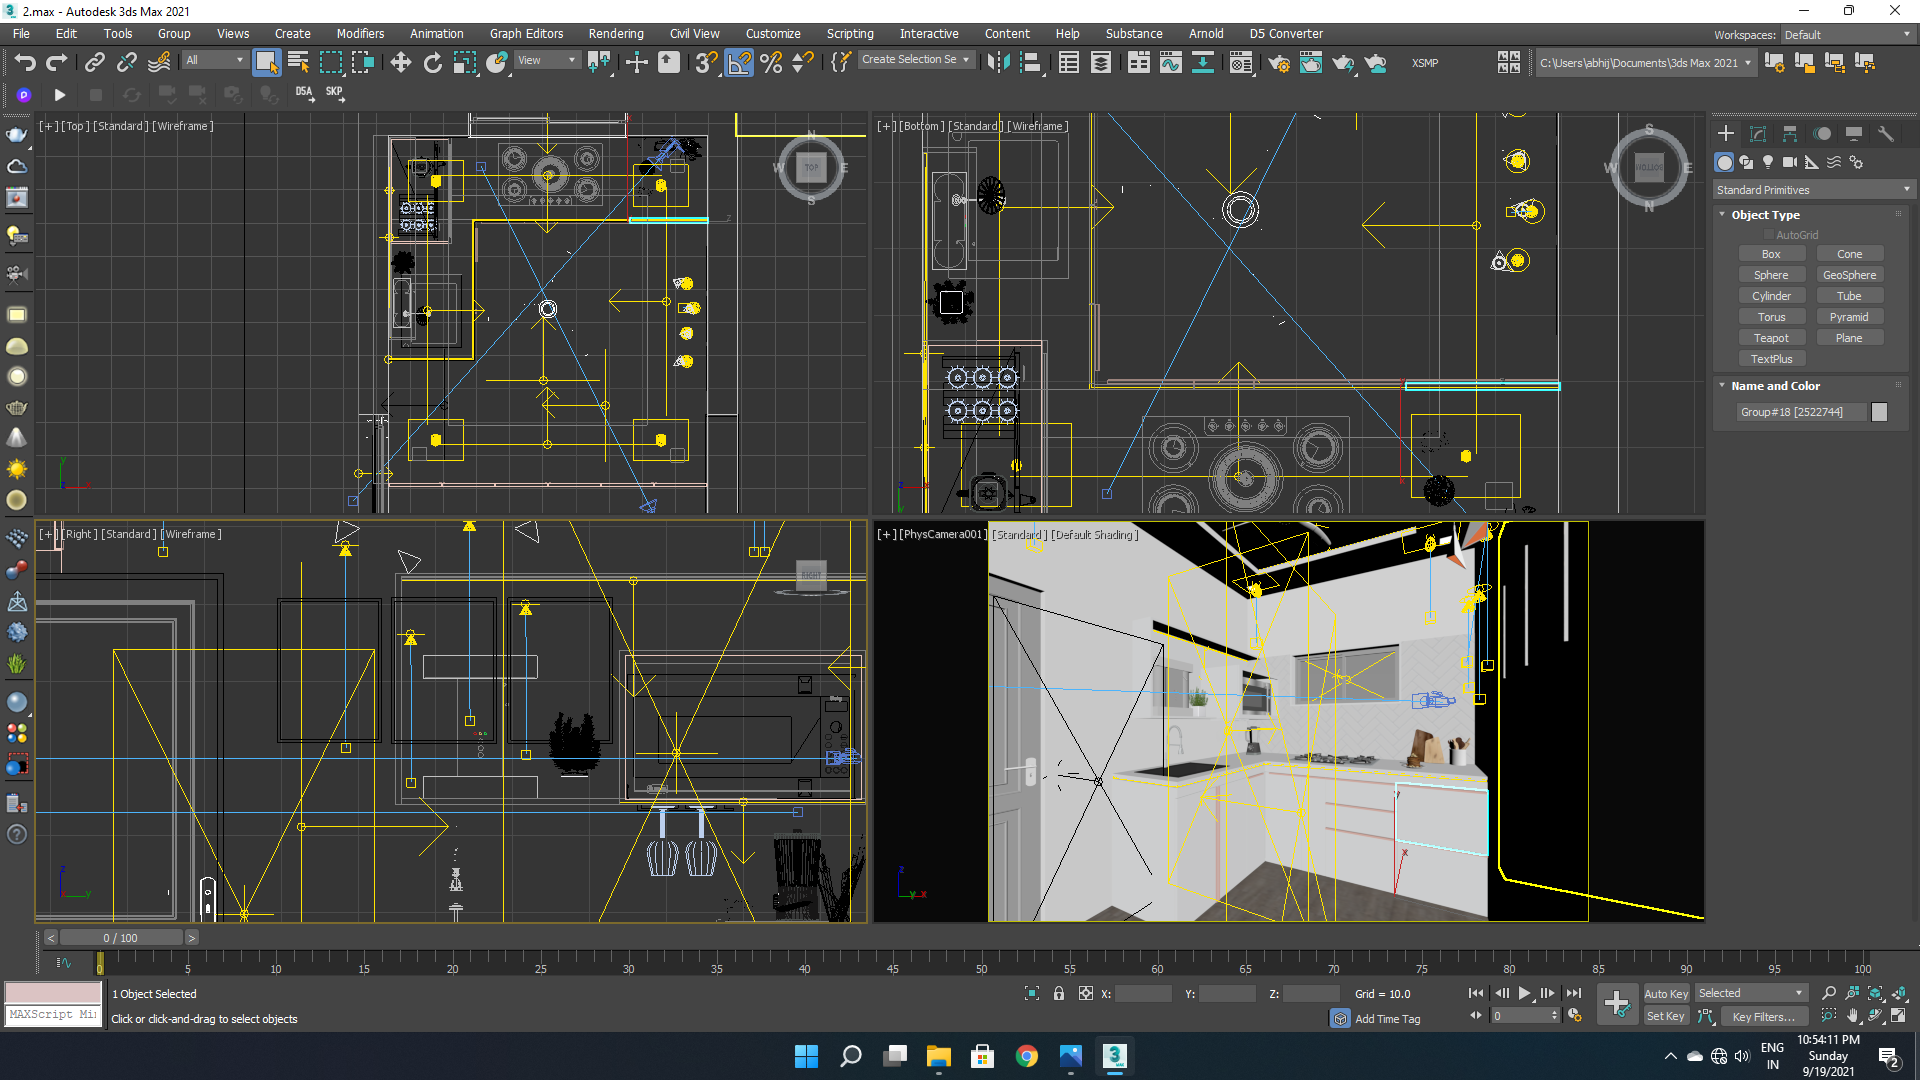 2.max - Autodesk 3ds Max 2021
File Edit Tools Group Views Create Modifiers Animation Graph Editors Rendering Civil View Customize Scripting Interactive Content Help Substance Arnold D5 Converter
Workspaces: Default
All View Create Selection Se XSMP C:\Users\abhij\Documents\3ds Max 2021
DSA SKP
[+] [Top] [Standard] [Wireframe]
N W TOP E S
[+] [Bottom] [Standard] [Wireframe]
S W BOTTOM E N
Standard Primitives
Object Type
AutoGrid
Box Cone
Sphere GeoSphere
Cylinder Tube
Torus Pyramid
Teapot Plane
TextPlus
Name and Color
Group#18 [2522744]
[+] [Right] [Standard] [Wireframe]
RIGHT
[+] [PhysCamera001] [Standard] [Default Shading]
< 0 / 100 >
0 5 10 15 20 25 30 35 40 45 50 55 60 65 70 75 80 85 90 95 100
1 Object Selected
X: Y: Z: Grid = 10.0
Auto Key Selected
MAXScript Mi
Click or click-and-drag to select objects
Add Time Tag
0
Set Key Key Filters...
ENG
IN
10:54:11 PM
Sunday
9/19/2021
2